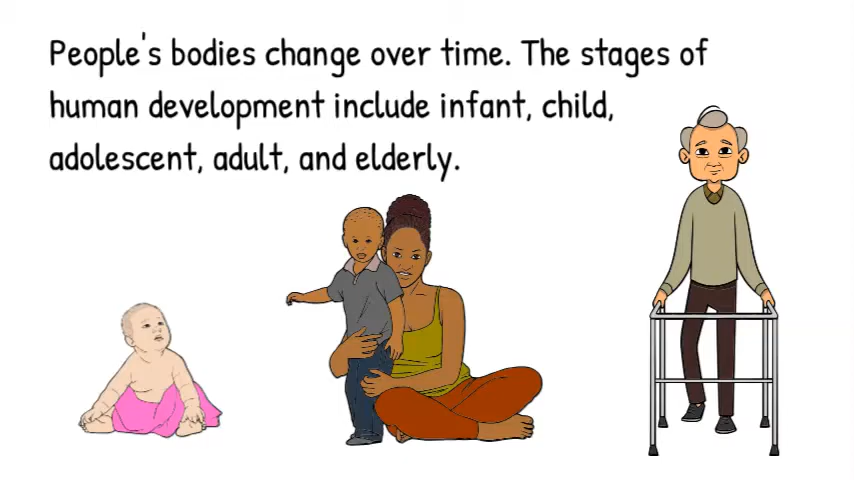 People's bodies change over time. The stages of
human development include infant, child,
adolescent, adult, and elderly.